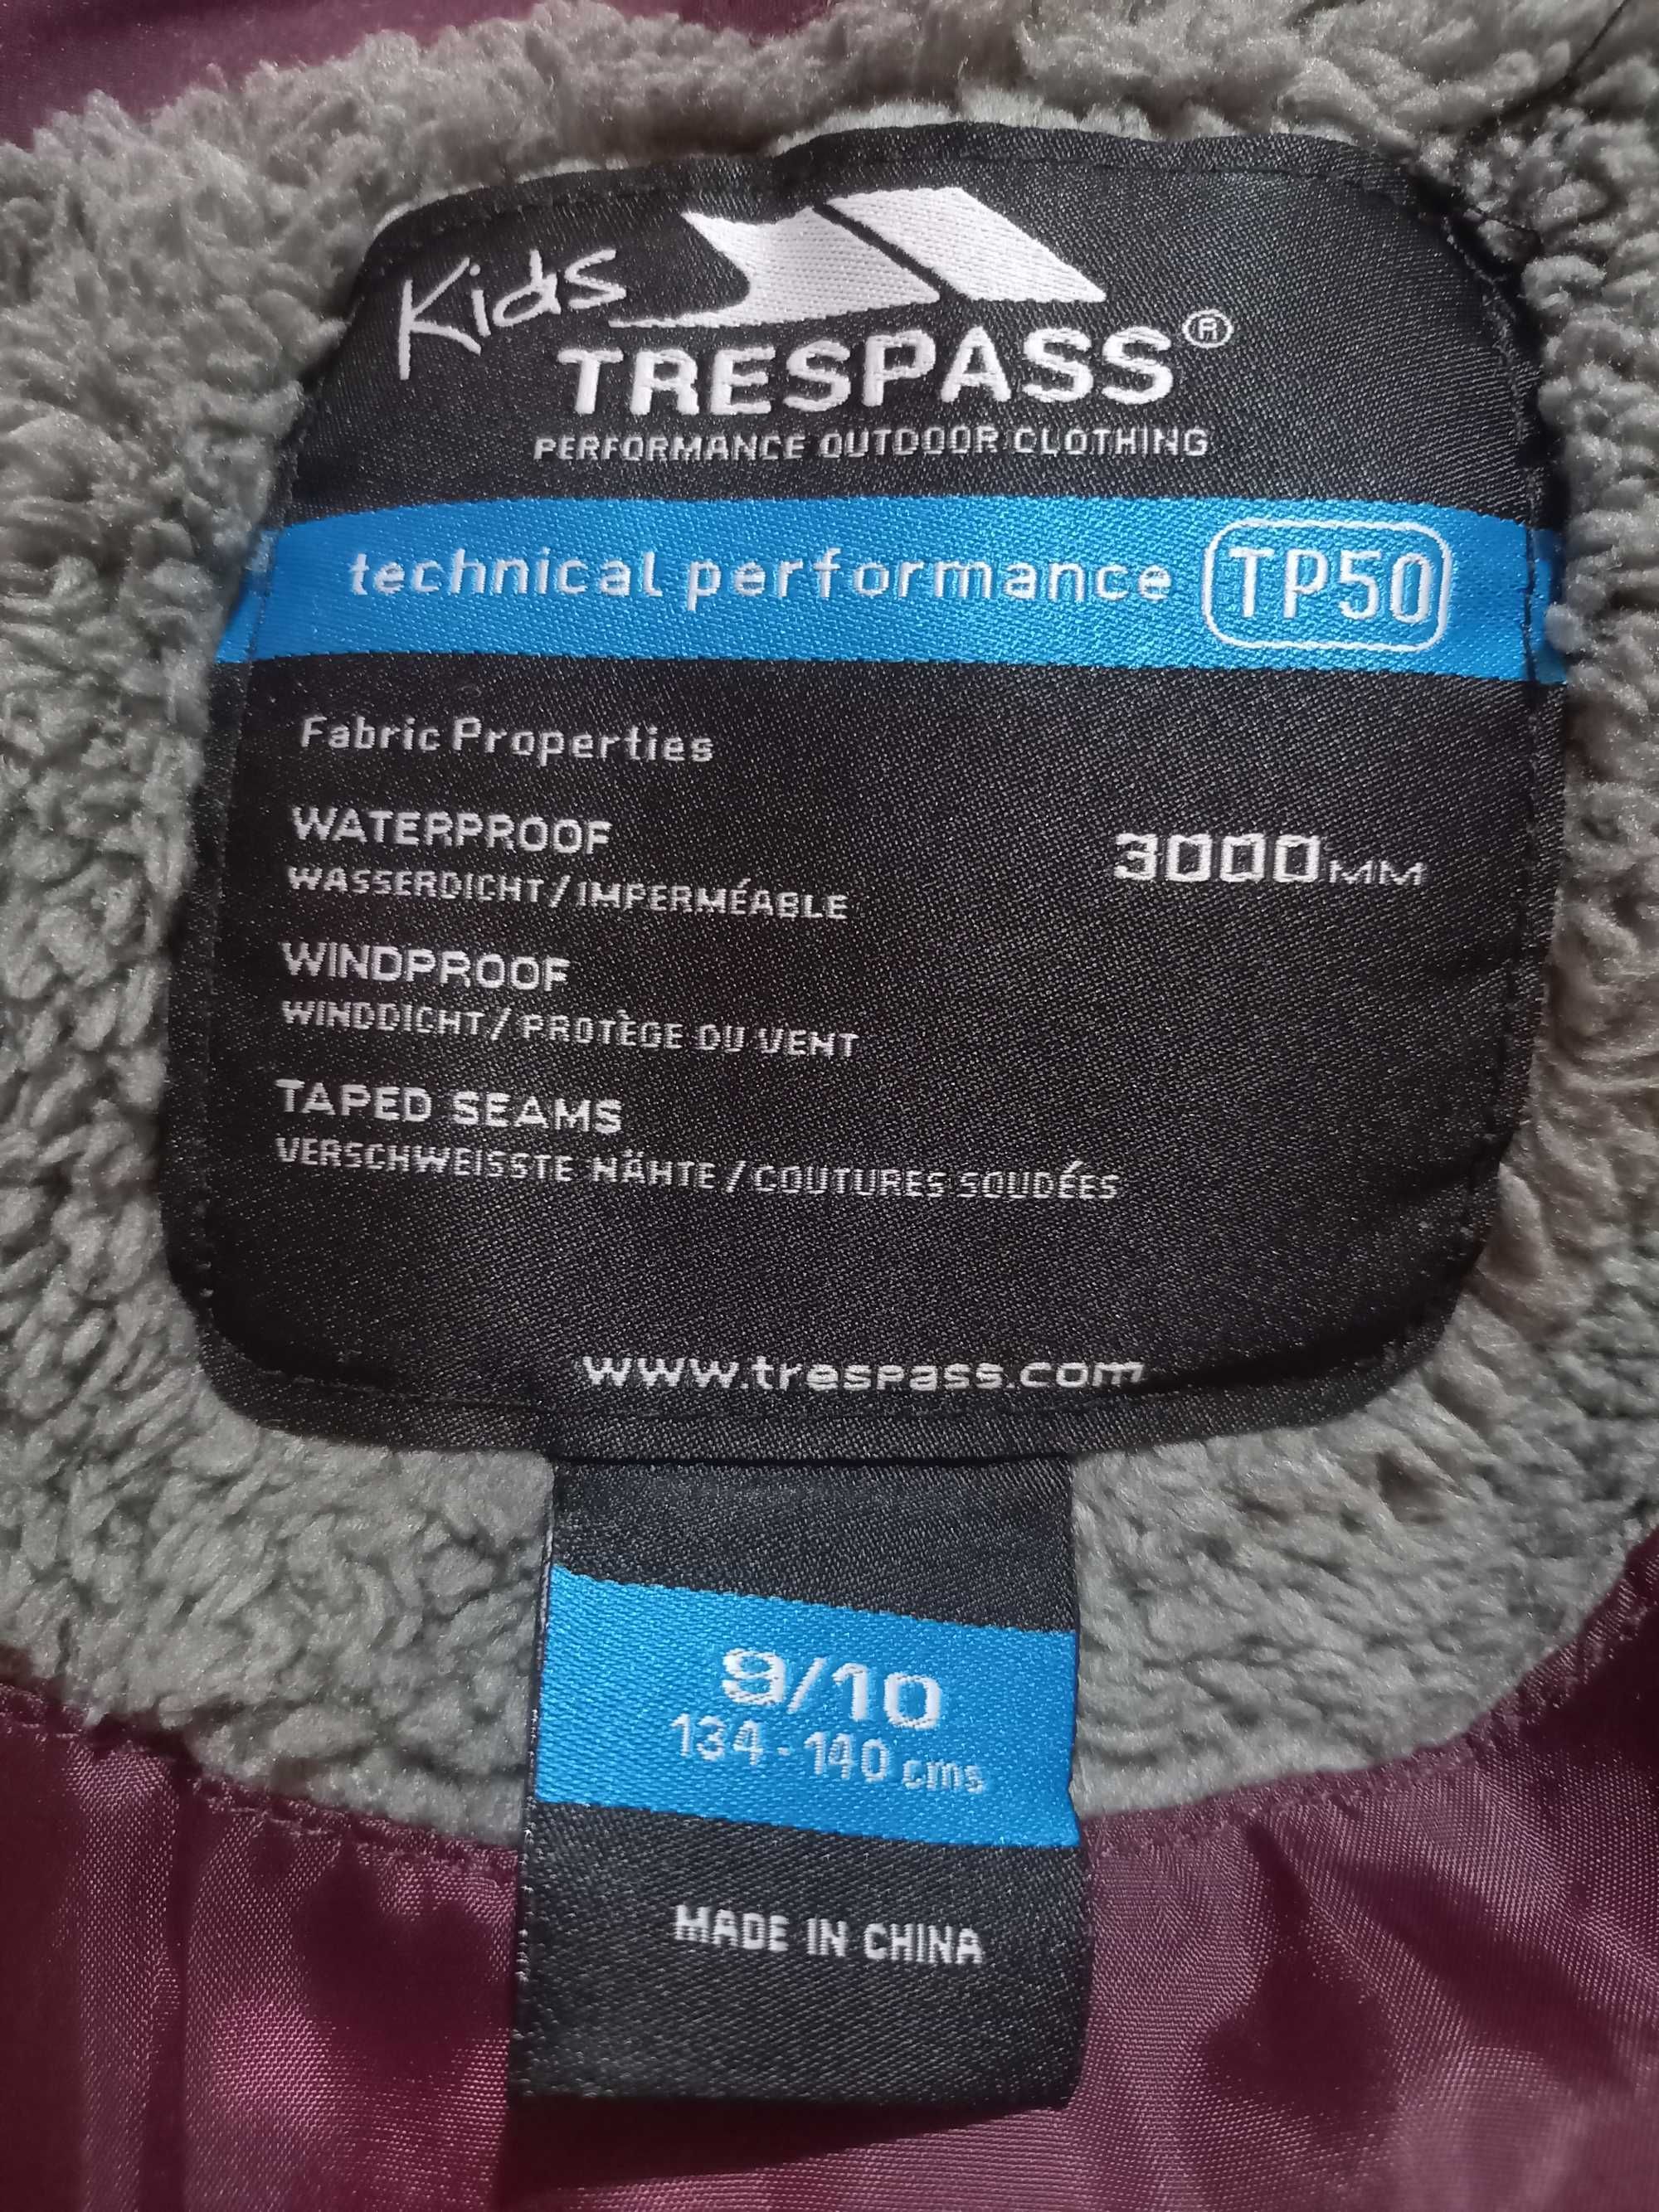 Kids
TRESPASS®
PERFORMANCE OUTDOOR CLOTHING
technical performance TP50
Fabric Properties
WATERPROOF 3000MM
WASSERDICHT/IMPERMÉABLE
WINDPROOF
WINDDICHT/PROTÈGE DU VENT
TAPED SEAMS
VERSCHWEISSTE NÄHTE/COUTURES SOUDÉES
www.trespass.com
9/10
134-140 cms
MADE IN CHINA